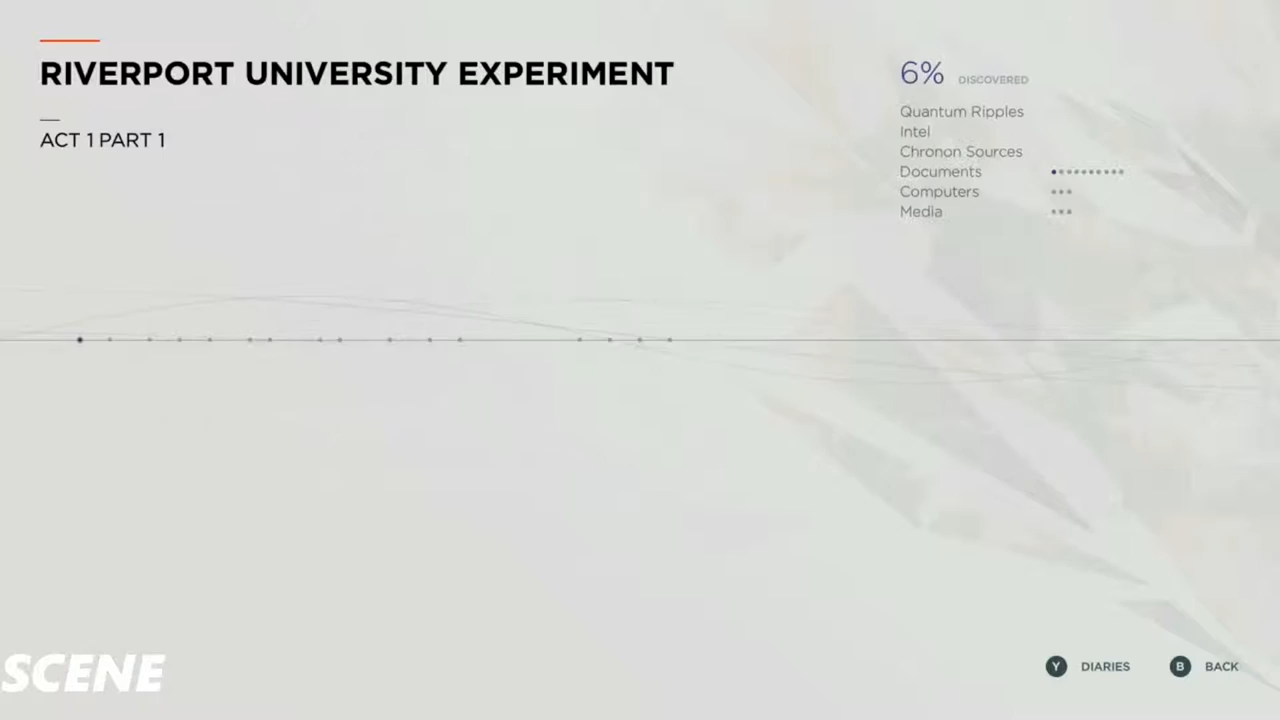 RIVERPORT UNIVERSITY EXPERIMENT
ACT 1 PART 1
6% DISCOVERED
Quantum Ripples
Intel
Chronon Sources
Documents
Computers
Media
SCENE
Y DIARIES B BACK